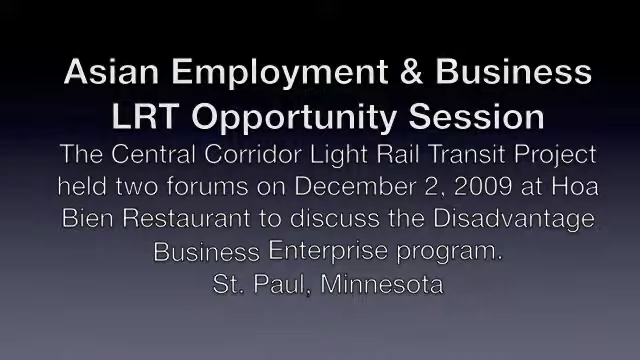 Asian Employment & Business
LRT Opportunity Session
The Central Corridor Light Rail Transit Project
held two forums on December 2, 2009 at Hoa
Bien Restaurant to discuss the Disadvantage
Business Enterprise program.
St. Paul, Minnesota